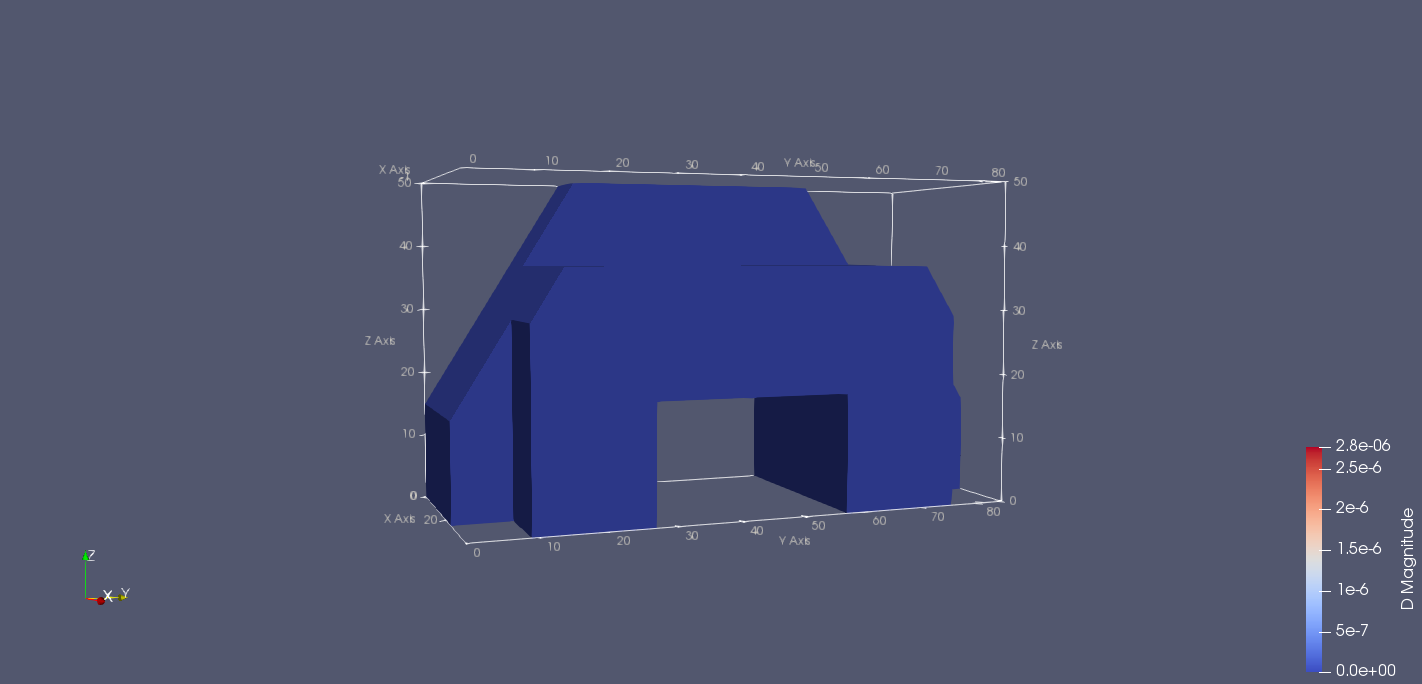 0 10 20 30 40 Y Axis 50 60 70 80
X Axis
50 50
40 40
30 30
Z Axis Z Axis
20 20
10 10
0 0
X Axis 20
0 10 20 30 40 50 60 70 80
Y Axis
Z
X Y
2.8e-06
2.5e-6
2e-6
1.5e-6
1e-6
5e-7
0.0e+00
D Magnitude